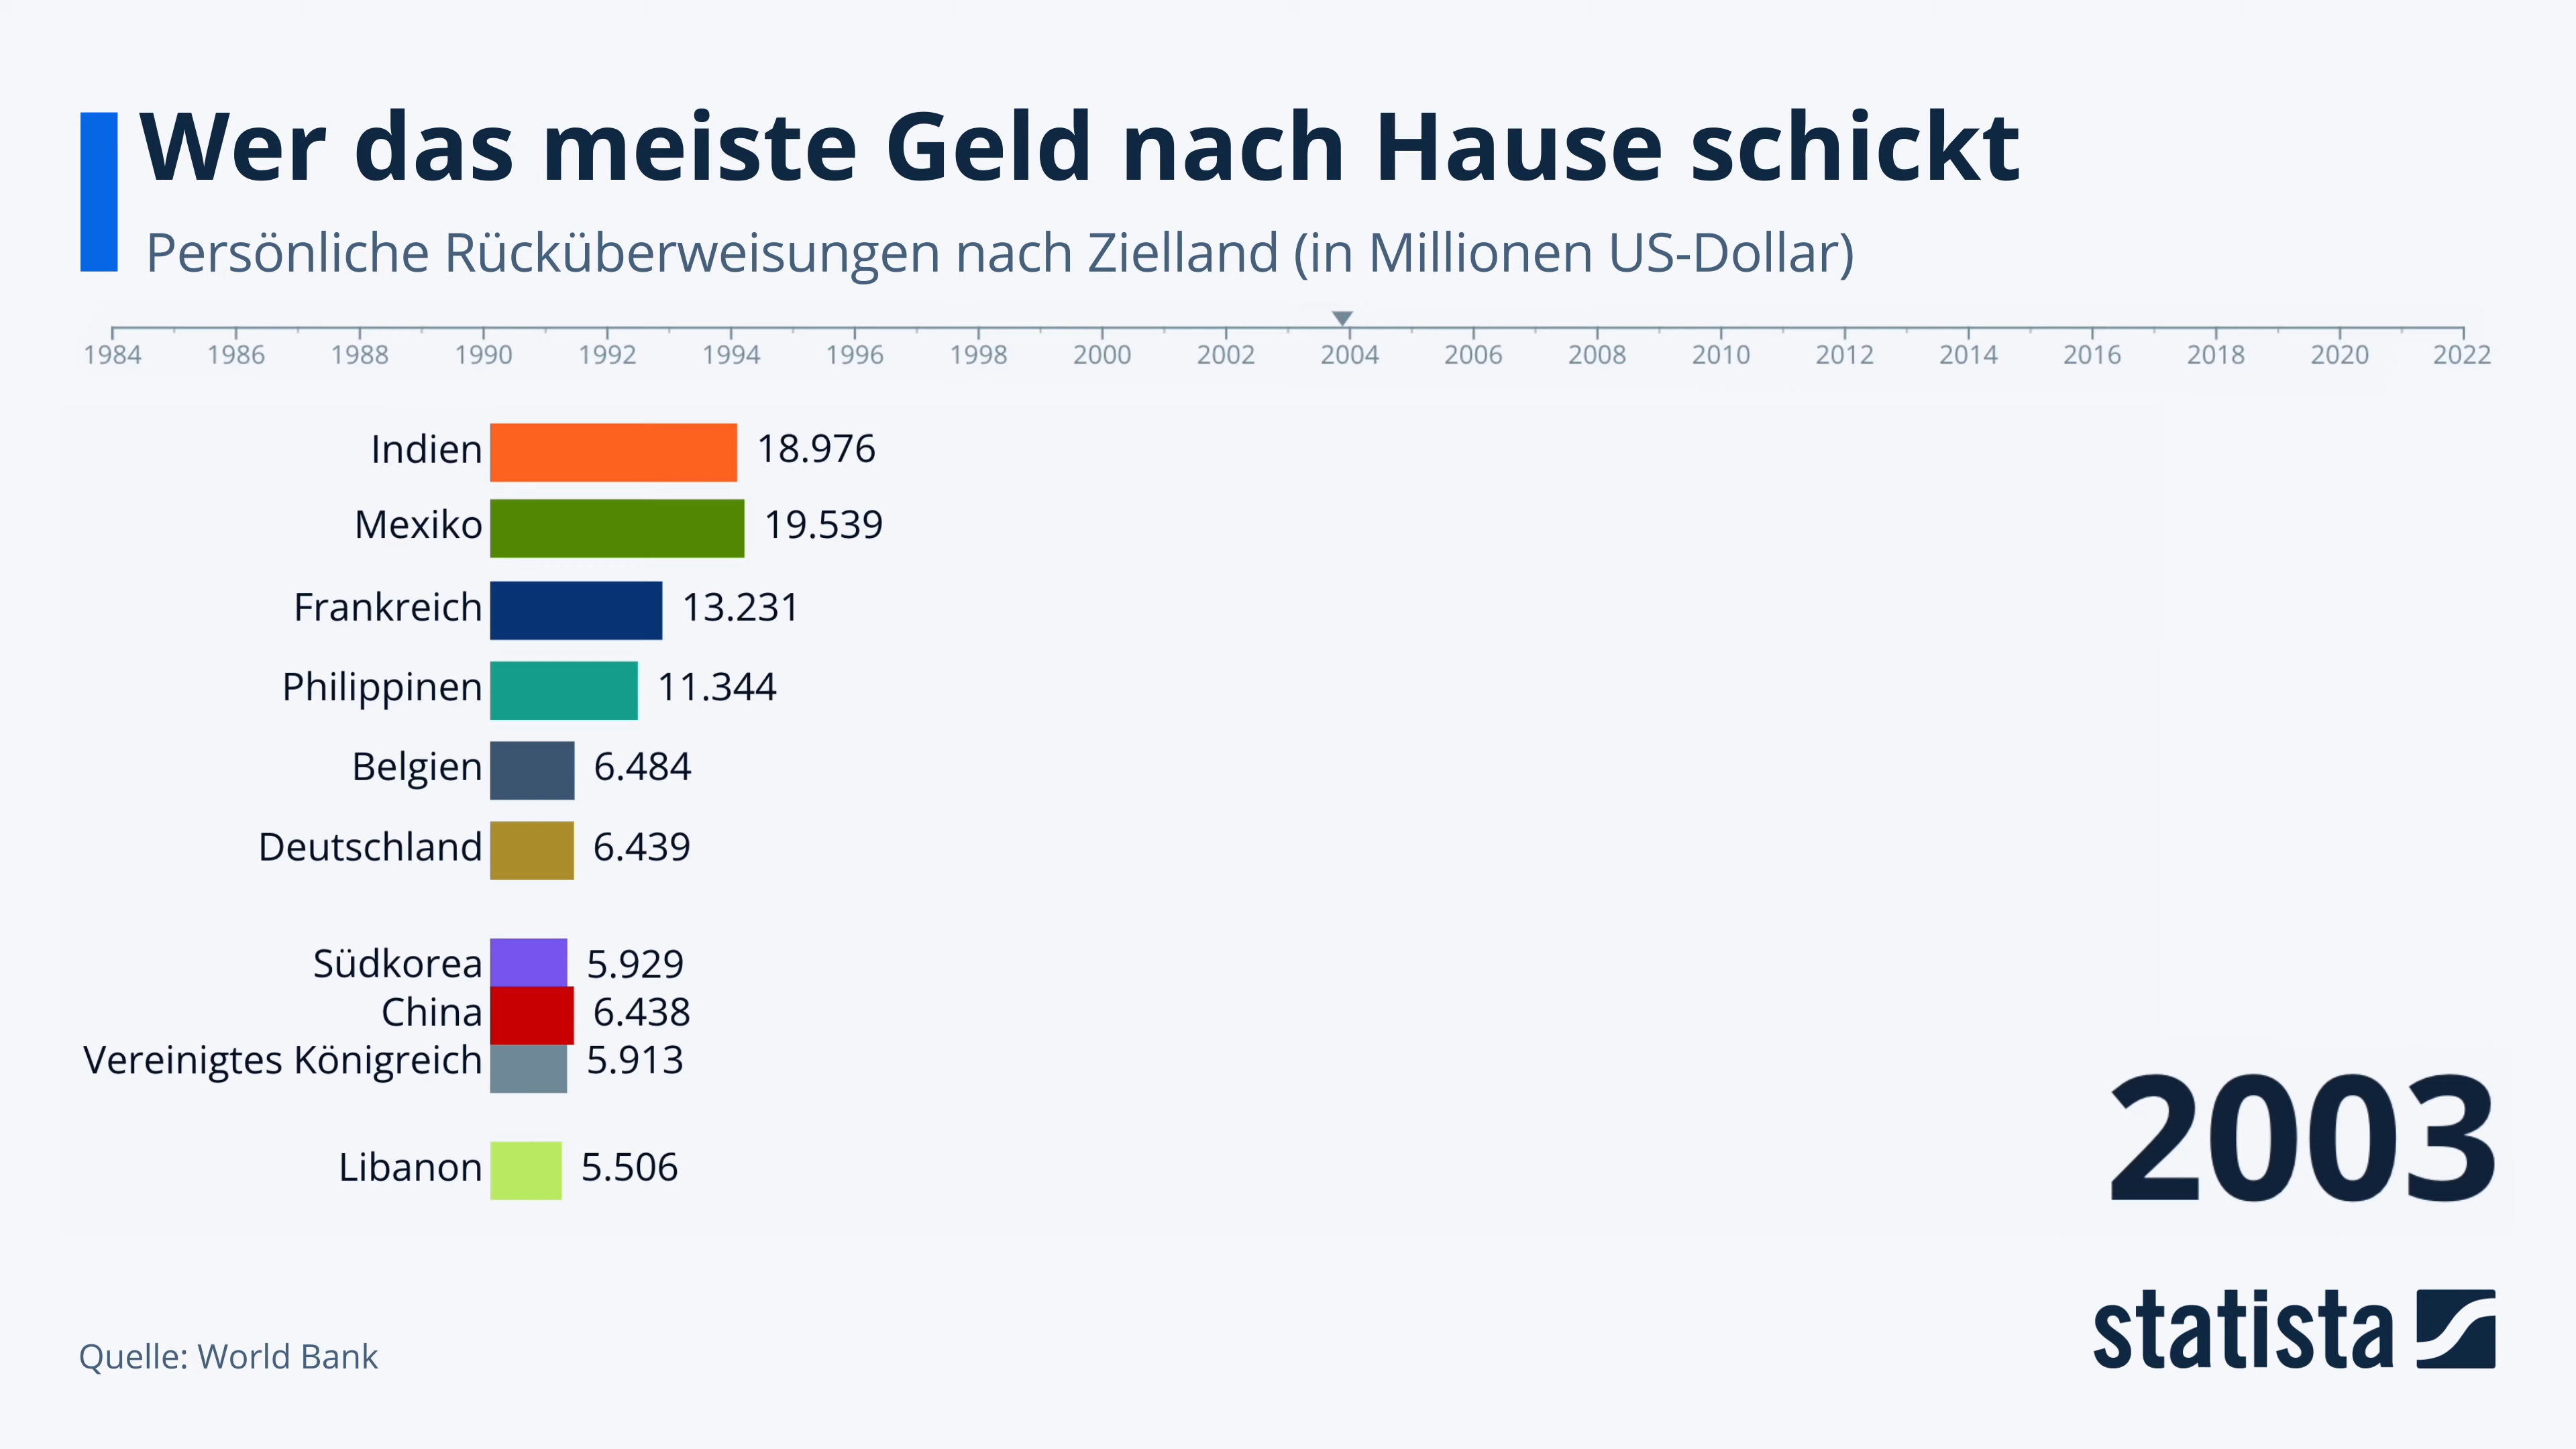 Wer das meiste Geld nach Hause schickt
Persönliche Rücküberweisungen nach Zielland (in Millionen US-Dollar)
1984 1986 1988 1990 1992 1994 1996 1998 2000 2002 2004 2006 2008 2010 2012 2014 2016 2018 2020 2022
Indien 18.976
Mexiko 19.539
Frankreich 13.231
Philippinen 11.344
Belgien 6.484
Deutschland 6.439
Südkorea 5.929
China 6.438
Vereinigtes Königreich 5.913
Libanon 5.506
2003
Quelle: World Bank
statista